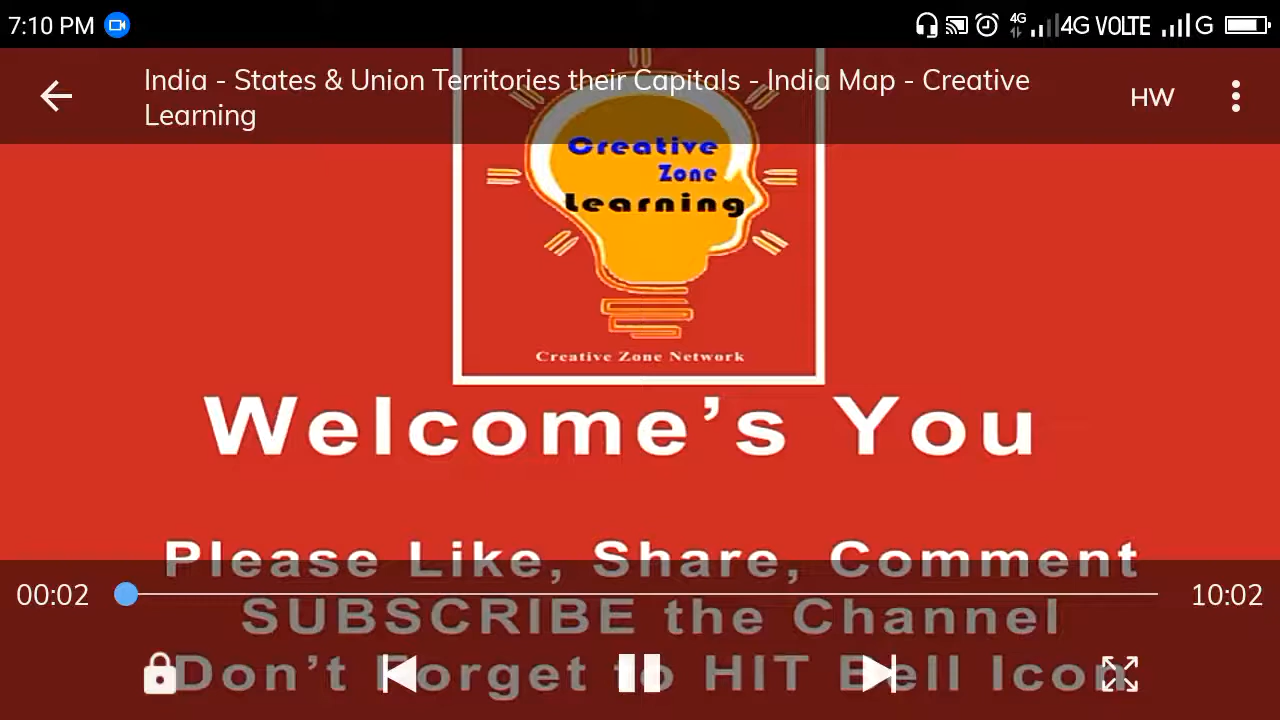 7:10 PM
4G 4G VOLTE G
India - States & Union Territories their Capitals - India Map - Creative
Learning
HW
Creative
Zone
Learning
Creative Zone Network
Welcome's You
Please Like, Share, Comment
00:02
10:02
SUBSCRIBE the Channel
Don't Forget to HIT Bell Icon